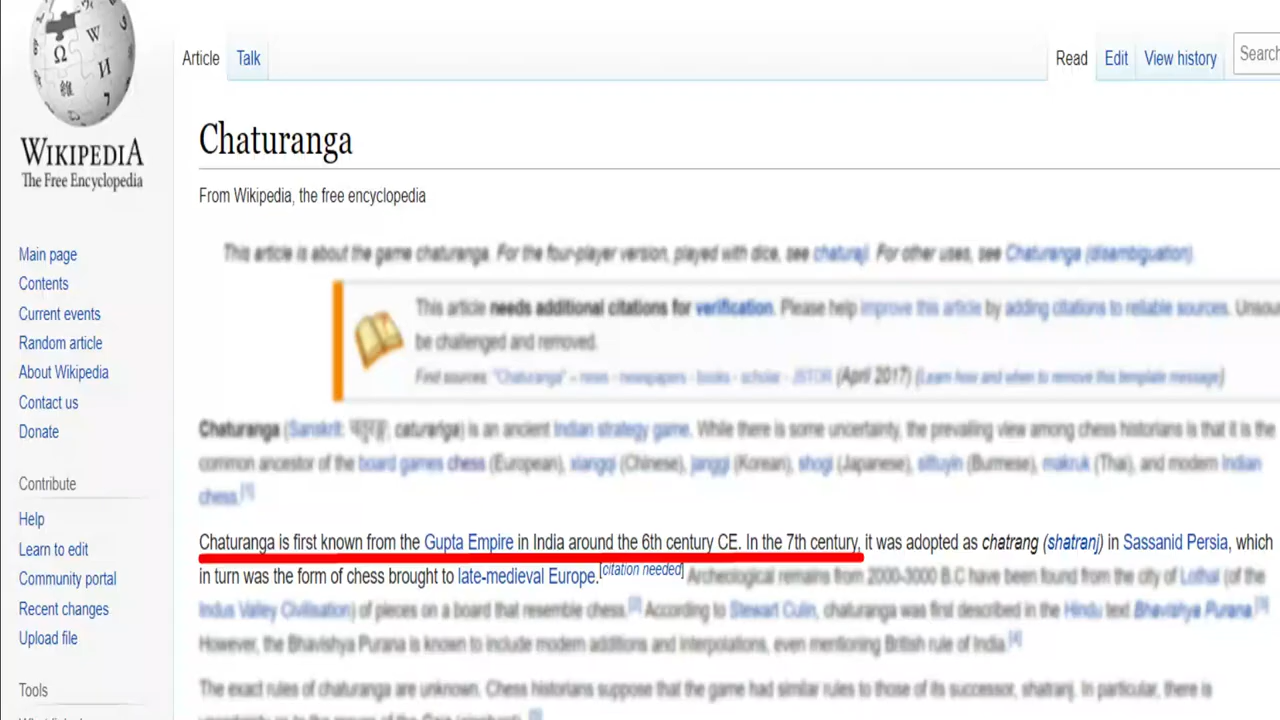 Article Talk Read Edit View history Search
WIKIPEDIA
The Free Encyclopedia
Chaturanga
From Wikipedia, the free encyclopedia
Main page
Contents
Current events
Random article
About Wikipedia
Contact us
Donate
Contribute
Help
Learn to edit
Community portal
Recent changes
Upload file
Tools
This article is about the game chaturanga. For the four-player version, played with dice, see chaturaji. For other uses, see Chaturanga (disambiguation).
This article needs additional citations for verification. Please help improve this article by adding citations to reliable sources.
be challenged and removed.
Find sources: "Chaturanga" – news · newspapers · books · scholar · JSTOR (April 2017) (Learn how and when to remove this template message)
Chaturanga (Sanskrit: caturaṅga) is an ancient Indian strategy game. While there is some uncertainty, the prevailing view among chess historians is that it is the
common ancestor of the board games chess (European), xiangqi (Chinese), janggi (Korean), shogi (Japanese), sittuyin (Burmese), makruk (Thai), and modern Indian
chess.[1]
Chaturanga is first known from the Gupta Empire in India around the 6th century CE. In the 7th century, it was adopted as chatrang (shatranj) in Sassanid Persia, which
in turn was the form of chess brought to late-medieval Europe.[citation needed] Archeological remains from 2000-3000 B.C have been found from the city of Lothal (of the
Indus Valley Civilisation) of pieces on a board that resemble chess.[2] According to Stewart Culin, chaturanga was first described in the Hindu text Bhavishya Purana.[3]
However, the Bhavishya Purana is known to include modern additions and interpolations, even mentioning British rule of India.[4]
The exact rules of chaturanga are unknown. Chess historians suppose that the game had similar rules to those of its successor, shatranj. In particular, there is